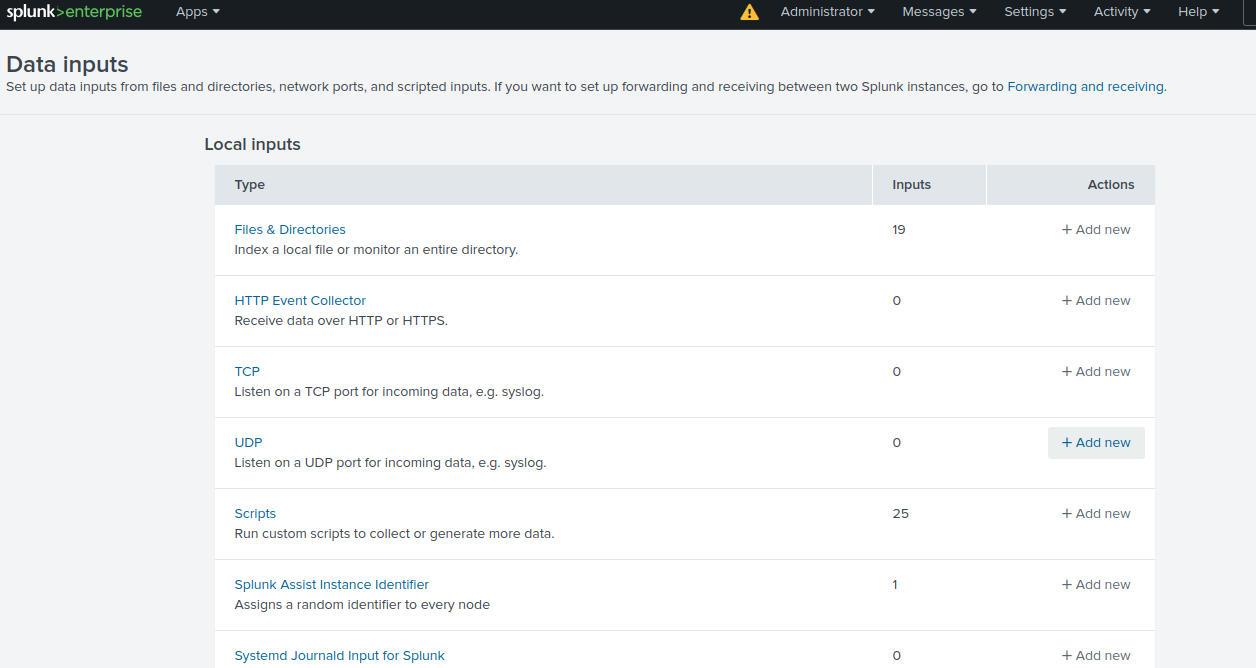 splunk>enterprise Apps Administrator Messages Settings Activity Help
Data inputs
Set up data inputs from files and directories, network ports, and scripted inputs. If you want to set up forwarding and receiving between two Splunk instances, go to Forwarding and receiving.
Local inputs
Type Inputs Actions
Files & Directories 19 + Add new
Index a local file or monitor an entire directory.
HTTP Event Collector 0 + Add new
Receive data over HTTP or HTTPS.
TCP 0 + Add new
Listen on a TCP port for incoming data, e.g. syslog.
UDP 0 + Add new
Listen on a UDP port for incoming data, e.g. syslog.
Scripts 25 + Add new
Run custom scripts to collect or generate more data.
Splunk Assist Instance Identifier 1 + Add new
Assigns a random identifier to every node
Systemd Journald Input for Splunk 0 + Add new